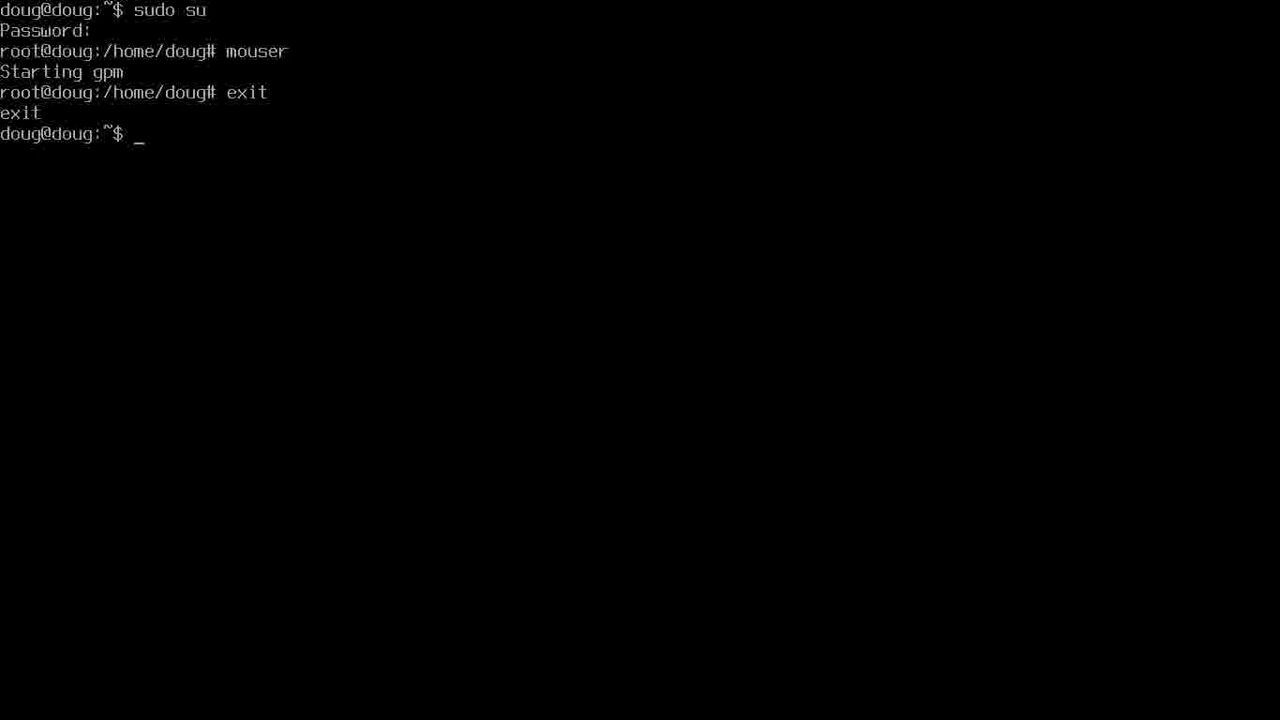 doug@doug:~$ sudo su
Password:
root@doug:/home/doug# mouser
Starting gpm
root@doug:/home/doug# exit
exit
doug@doug:~$ _